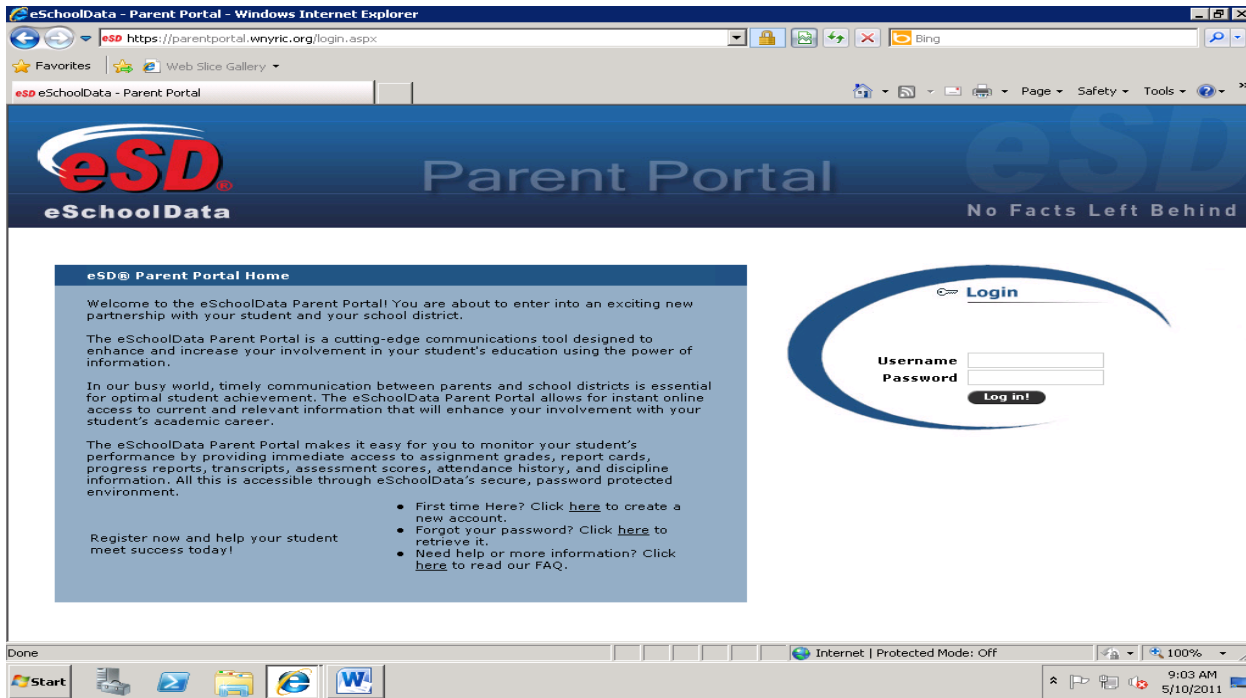 eSchoolData - Parent Portal - Windows Internet Explorer
eSD https://parentportal.wnyric.org/login.aspx
Bing
Favorites Web Slice Gallery
eSD eSchoolData - Parent Portal
Page Safety Tools »
eSD®
eSchoolData
Parent Portal
eSD
No Facts Left Behind
eSD® Parent Portal Home
Welcome to the eSchoolData Parent Portal! You are about to enter into an exciting new
partnership with your student and your school district.
The eSchoolData Parent Portal is a cutting-edge communications tool designed to
enhance and increase your involvement in your student's education using the power of
information.
In our busy world, timely communication between parents and school districts is essential
for optimal student achievement. The eSchoolData Parent Portal allows for instant online
access to current and relevant information that will enhance your involvement with your
student's academic career.
The eSchoolData Parent Portal makes it easy for you to monitor your student's
performance by providing immediate access to assignment grades, report cards,
progress reports, transcripts, assessment scores, attendance history, and discipline
information. All this is accessible through eSchoolData's secure, password protected
environment.
Register now and help your student
meet success today!
• First time Here? Click here to create a
new account.
• Forgot your password? Click here to
retrieve it.
• Need help or more information? Click
here to read our FAQ.
Login
Username
Password
Log in!
Done
Internet | Protected Mode: Off
100%
Start
9:03 AM
5/10/2011